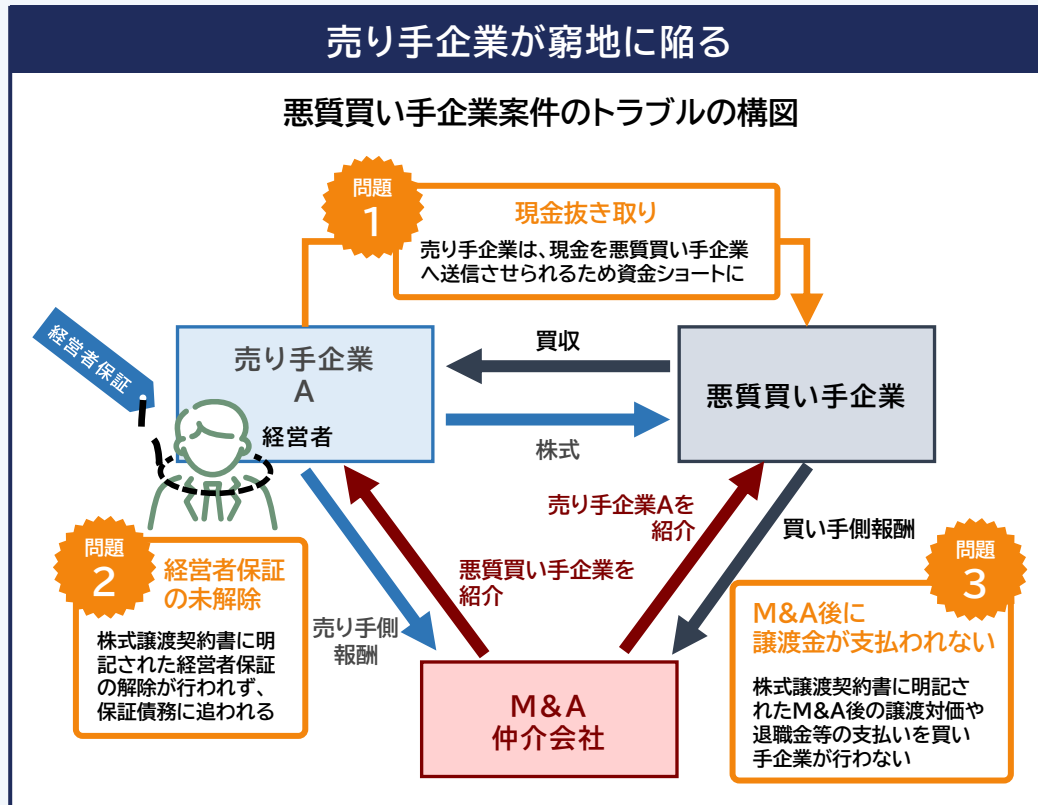 売り手企業が窮地に陥る
悪質買い手企業案件のトラブルの構図
問題
1
現金抜き取り
売り手企業は、現金を悪質買い手企業
へ送信させられるため資金ショートに
経営者保証
売り手企業
A
経営者
買収
株式
悪質買い手企業
売り手企業Aを
紹介
買い手側報酬
悪質買い手企業を
紹介
売り手側
報酬
問題
2
経営者保証
の未解除
株式譲渡契約書に明
記された経営者保証
の解除が行われず、
保証債務に追われる
M&A
仲介会社
問題
3
M&A後に
譲渡金が支払われない
株式譲渡契約書に明記さ
れたM&A後の譲渡対価や
退職金等の支払いを買い
手企業が行わない